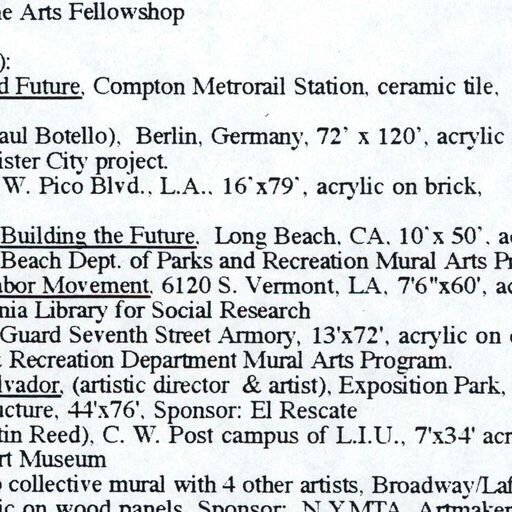 e Arts Fellowshop
):
d Future, Compton Metrorail Station, ceramic tile,
aul Botello), Berlin, Germany, 72' x 120', acrylic
ister City project.
W. Pico Blvd., L.A.. 16'x79', acrylic on brick,
Building the Future, Long Beach, CA, 10'x 50', a
Beach Dept. of Parks and Recreation Mural Arts P
abor Movement, 6120 S. Vermont, LA, 7'6"x60', ac
nia Library for Social Research
Guard Seventh Street Armory, 13'x72', acrylic on
Recreation Department Mural Arts Program.
lvador, (artistic director & artist), Exposition Park,
ucture, 44'x76', Sponsor: El Rescate
tin Reed), C. W. Post campus of L.I.U., 7'x34' acr
rt Museum
collective mural with 4 other artists, Broadway/Laf
ic on wood panels, Sponsor: N.Y.MTA, Artmaker